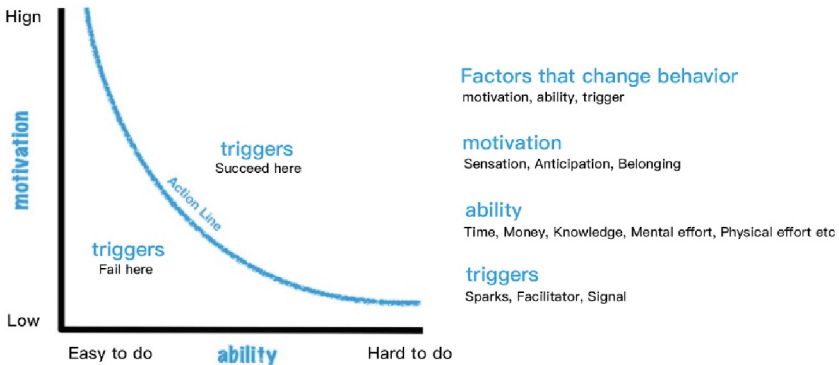 Hign
motivation
Low
triggers
Succeed here
Action Line
triggers
Fail here
Easy to do
ability
Hard to do
Factors that change behavior
motivation, ability, trigger
motivation
Sensation, Anticipation, Belonging
ability
Time, Money, Knowledge, Mental effort, Physical effort etc
triggers
Sparks, Facilitator, Signal